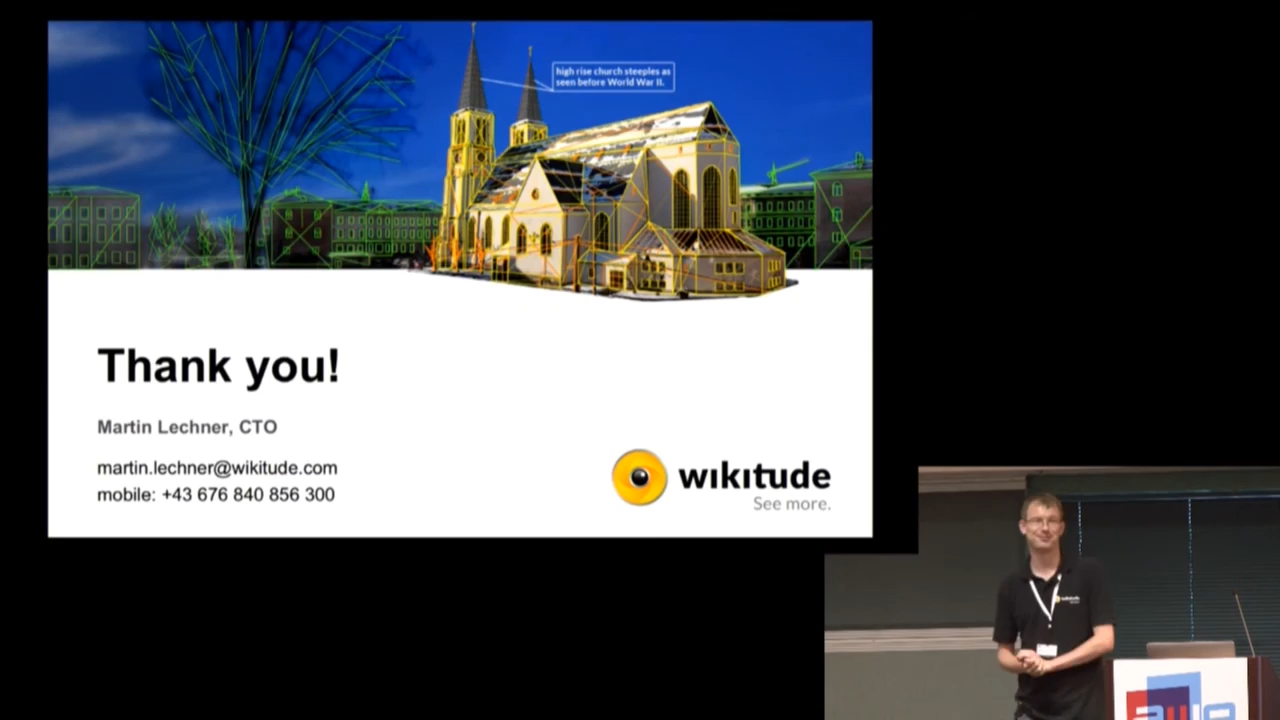 high rise church steeples as
seen before World War II.
Thank you!
Martin Lechner, CTO
martin.lechner@wikitude.com
mobile: +43 676 840 856 300
wikitude
See more.
wikitude